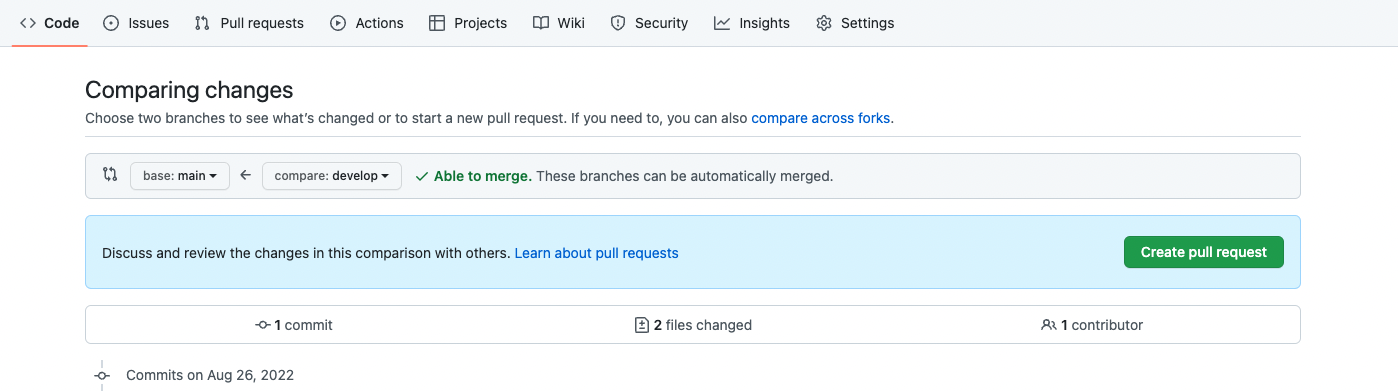 Code Issues Pull requests Actions Projects Wiki Security Insights Settings
Comparing changes
Choose two branches to see what's changed or to start a new pull request. If you need to, you can also compare across forks.
base: main compare: develop Able to merge. These branches can be automatically merged.
Discuss and review the changes in this comparison with others. Learn about pull requests Create pull request
1 commit 2 files changed 1 contributor
Commits on Aug 26, 2022